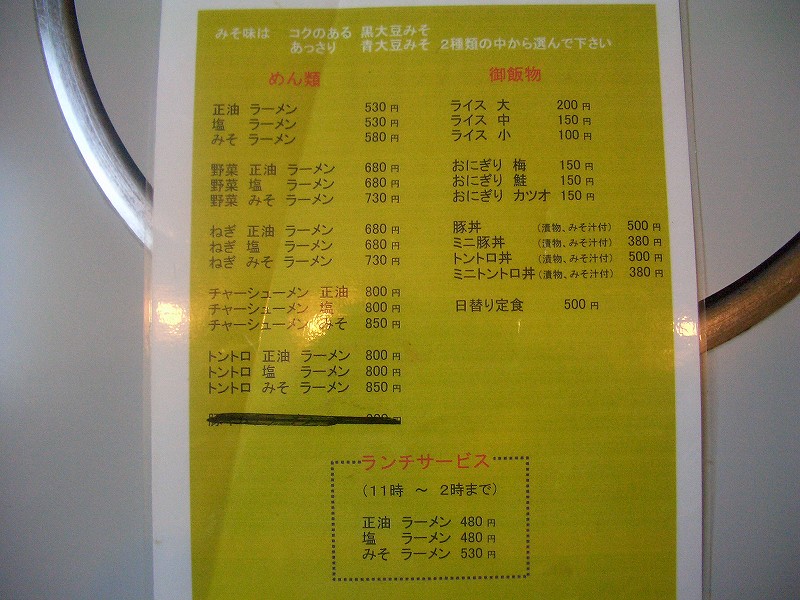 みそ味は コクのある 黒大豆みそ
あっさり 青大豆みそ 2種類の中から選んで下さい
めん類
正油 ラーメン 530円
塩 ラーメン 530円
みそ ラーメン 580円
野菜 正油 ラーメン 680円
野菜 塩 ラーメン 680円
野菜 みそ ラーメン 730円
ねぎ 正油 ラーメン 680円
ねぎ 塩 ラーメン 680円
ねぎ みそ ラーメン 730円
チャーシューメン 正油 800円
チャーシューメン 塩 800円
チャーシューメン みそ 850円
トントロ 正油 ラーメン 800円
トントロ 塩 ラーメン 800円
トントロ みそ ラーメン 850円
御飯物
ライス 大 200円
ライス 中 150円
ライス 小 100円
おにぎり 梅 150円
おにぎり 鮭 150円
おにぎり カツオ 150円
豚丼 (漬物、みそ汁付) 500円
ミニ豚丼 (漬物、みそ汁付) 380円
トントロ丼 (漬物、みそ汁付) 500円
ミニトントロ丼 (漬物、みそ汁付) 380円
日替り定食 500円
ランチサービス
(11時 ~ 2時まで)
正油 ラーメン 480円
塩 ラーメン 480円
みそ ラーメン 530円